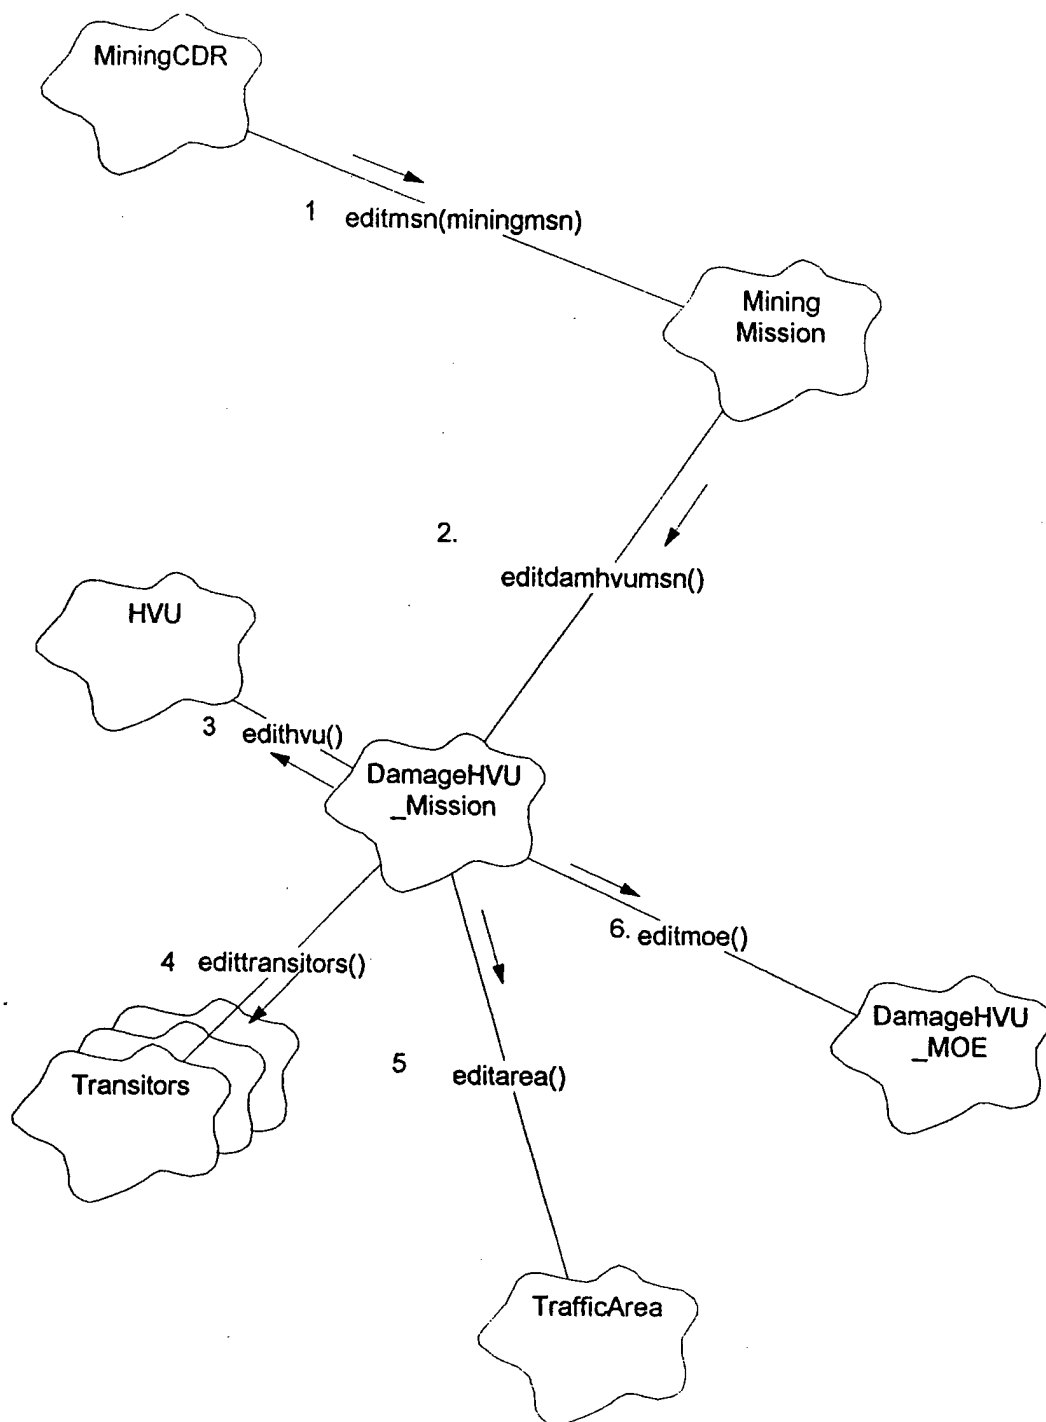 MiningCDR
1 editmsn(miningmsn)
Mining
Mission
2.
editdamhvumsn()
HVU
3 edithvu()
DamageHVU
_Mission
6. editmoe()
4 edittransitors()
DamageHVU
_MOE
5 editarea()
Transitors
TrafficArea